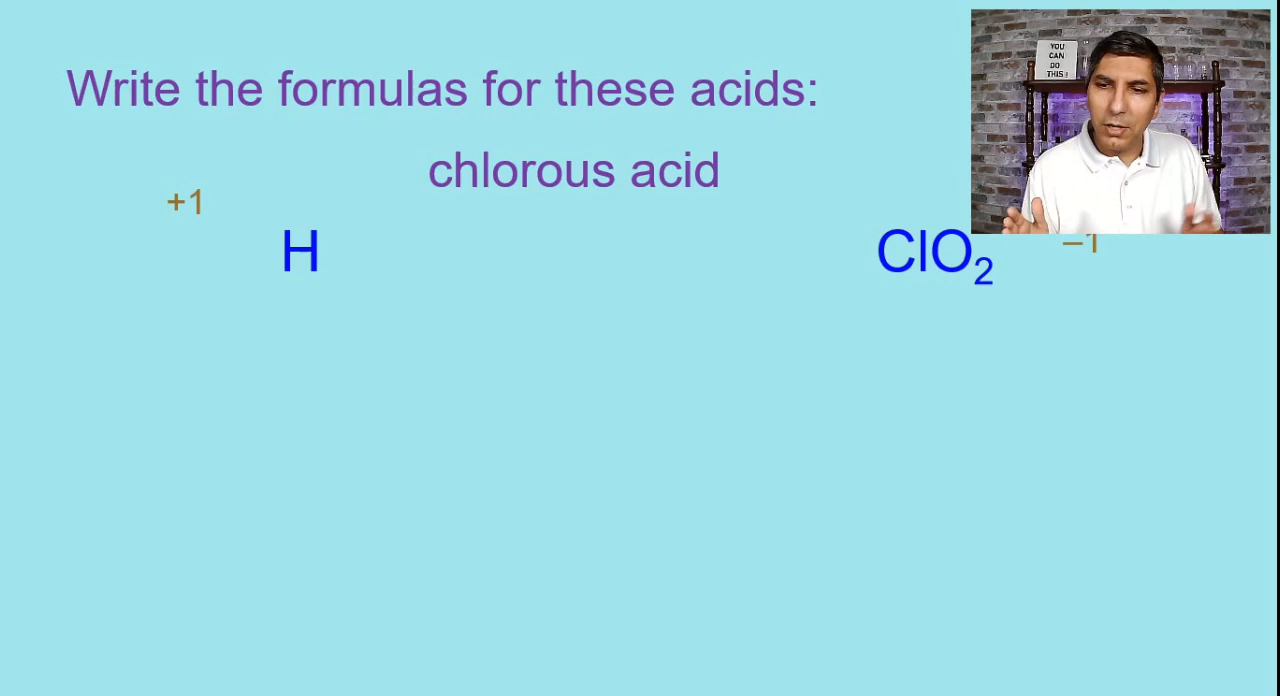 Write the formulas for these acids:
chlorous acid
+1
H
ClO₂
–1
YOU
CAN
DO
THIS!